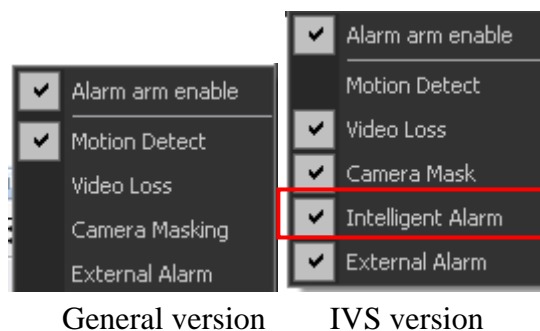 Alarm arm enable
Motion Detect
Video Loss
Camera Masking
External Alarm
Alarm arm enable
Motion Detect
Video Loss
Camera Mask
Intelligent Alarm
External Alarm
General version
IVS version